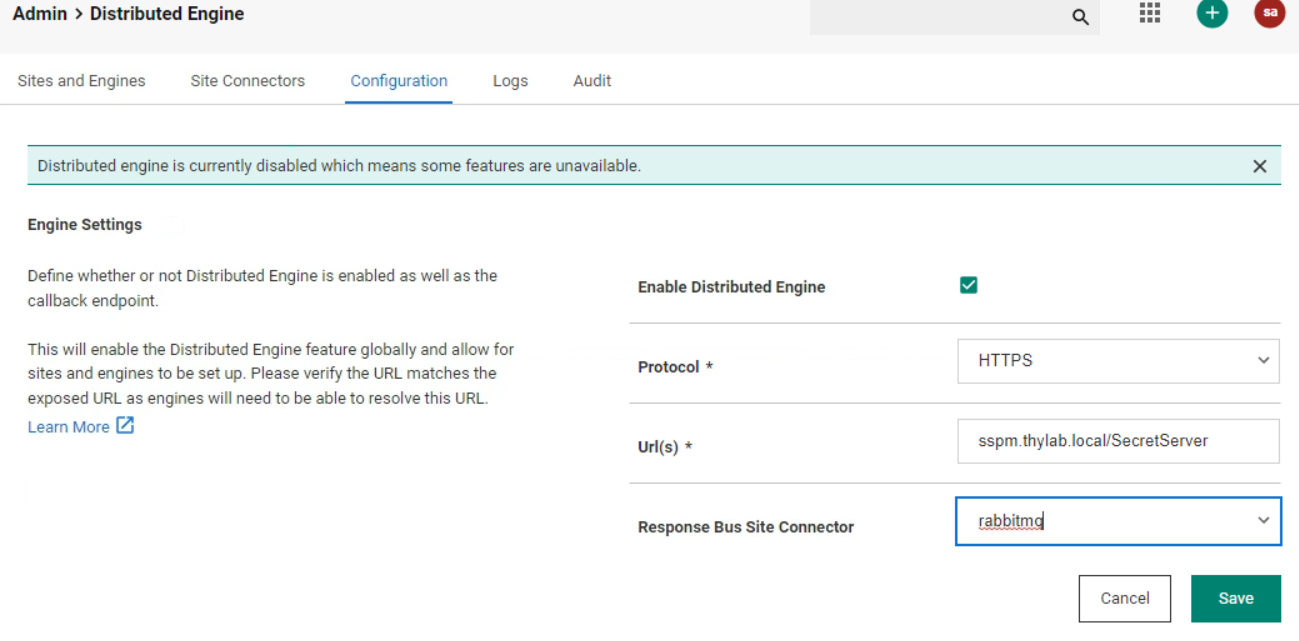 Admin > Distributed Engine
sa
Sites and Engines Site Connectors Configuration Logs Audit
Distributed engine is currently disabled which means some features are unavailable.
Engine Settings
Define whether or not Distributed Engine is enabled as well as the
callback endpoint.
This will enable the Distributed Engine feature globally and allow for
sites and engines to be set up. Please verify the URL matches the
exposed URL as engines will need to be able to resolve this URL.
Learn More
Enable Distributed Engine
Protocol * HTTPS
Url(s) * sspm.thylab.local/SecretServer
Response Bus Site Connector rabbitmq
Cancel Save